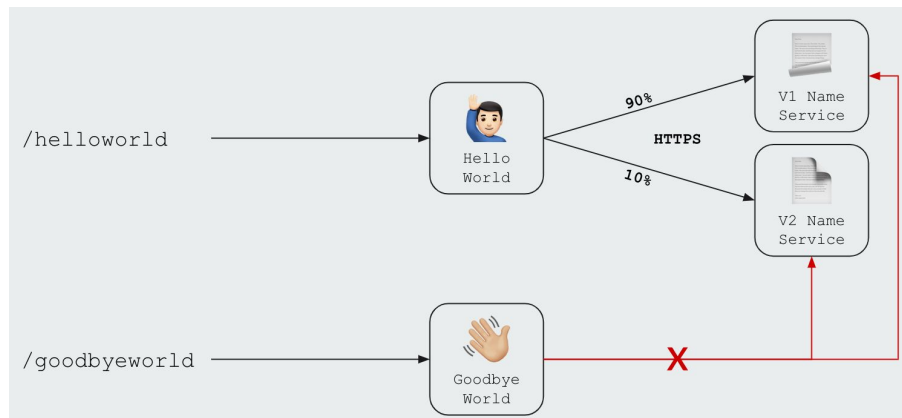 /helloworld
Hello
World
90%
HTTPS
10%
V1 Name
Service
V2 Name
Service
/goodbyeworld
Goodbye
World
X